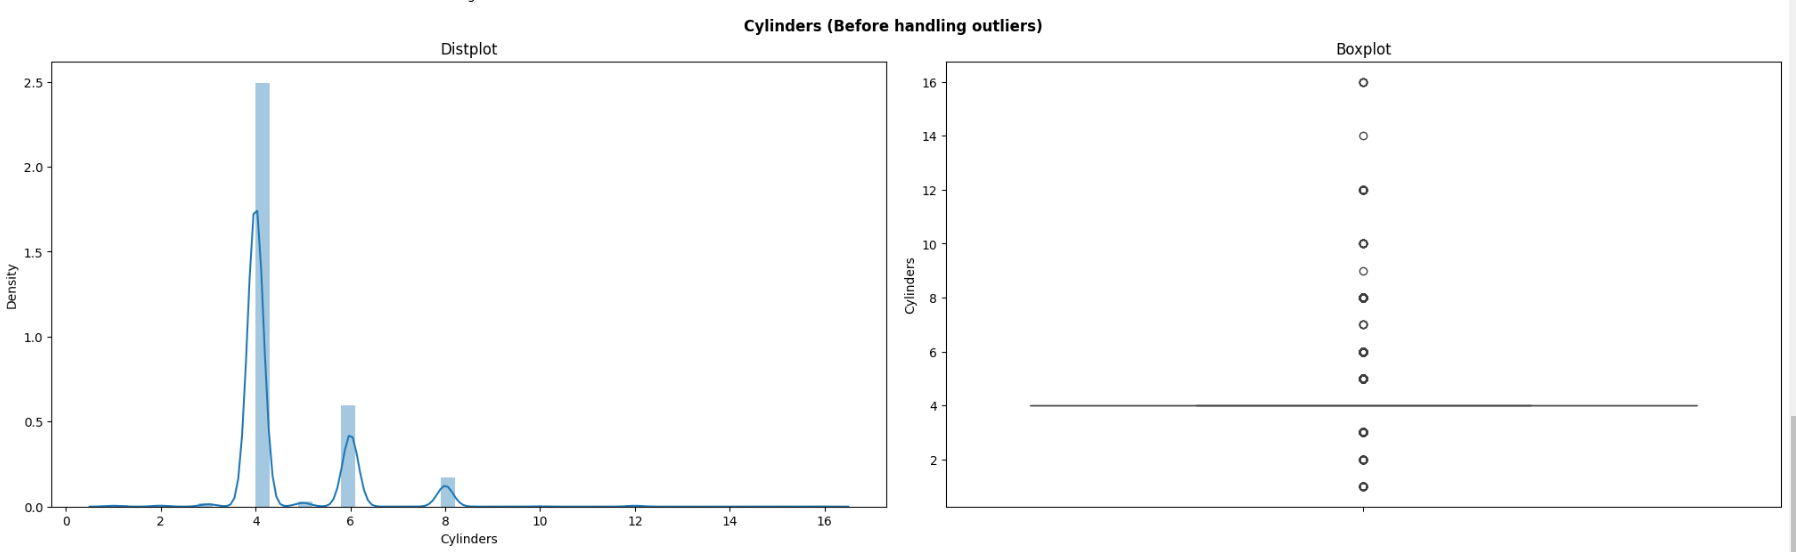 Cylinders (Before handling outliers)
Distplot
2.5
2.0
1.5
1.0
0.5
0.0
Density
0 2 4 6 8 10 12 14 16
Cylinders
Boxplot
16
14
12
10
8
6
4
2
Cylinders